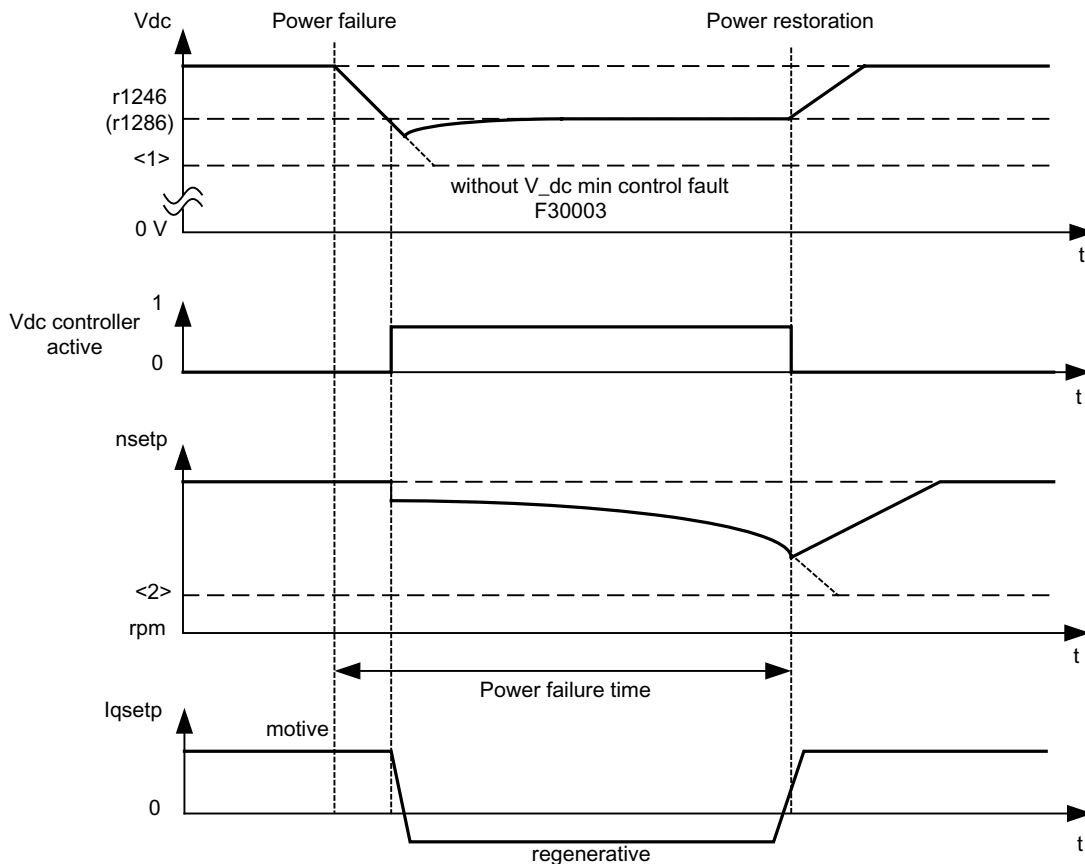 Vdc
Power failure
Power restoration
r1246
(r1286)
<1>
without V_dc min control fault
F30003
0 V
t
1
Vdc controller
active
0
t
nsetp
<2>
rpm
t
Power failure time
Iqsetp
motive
0
regenerative
t